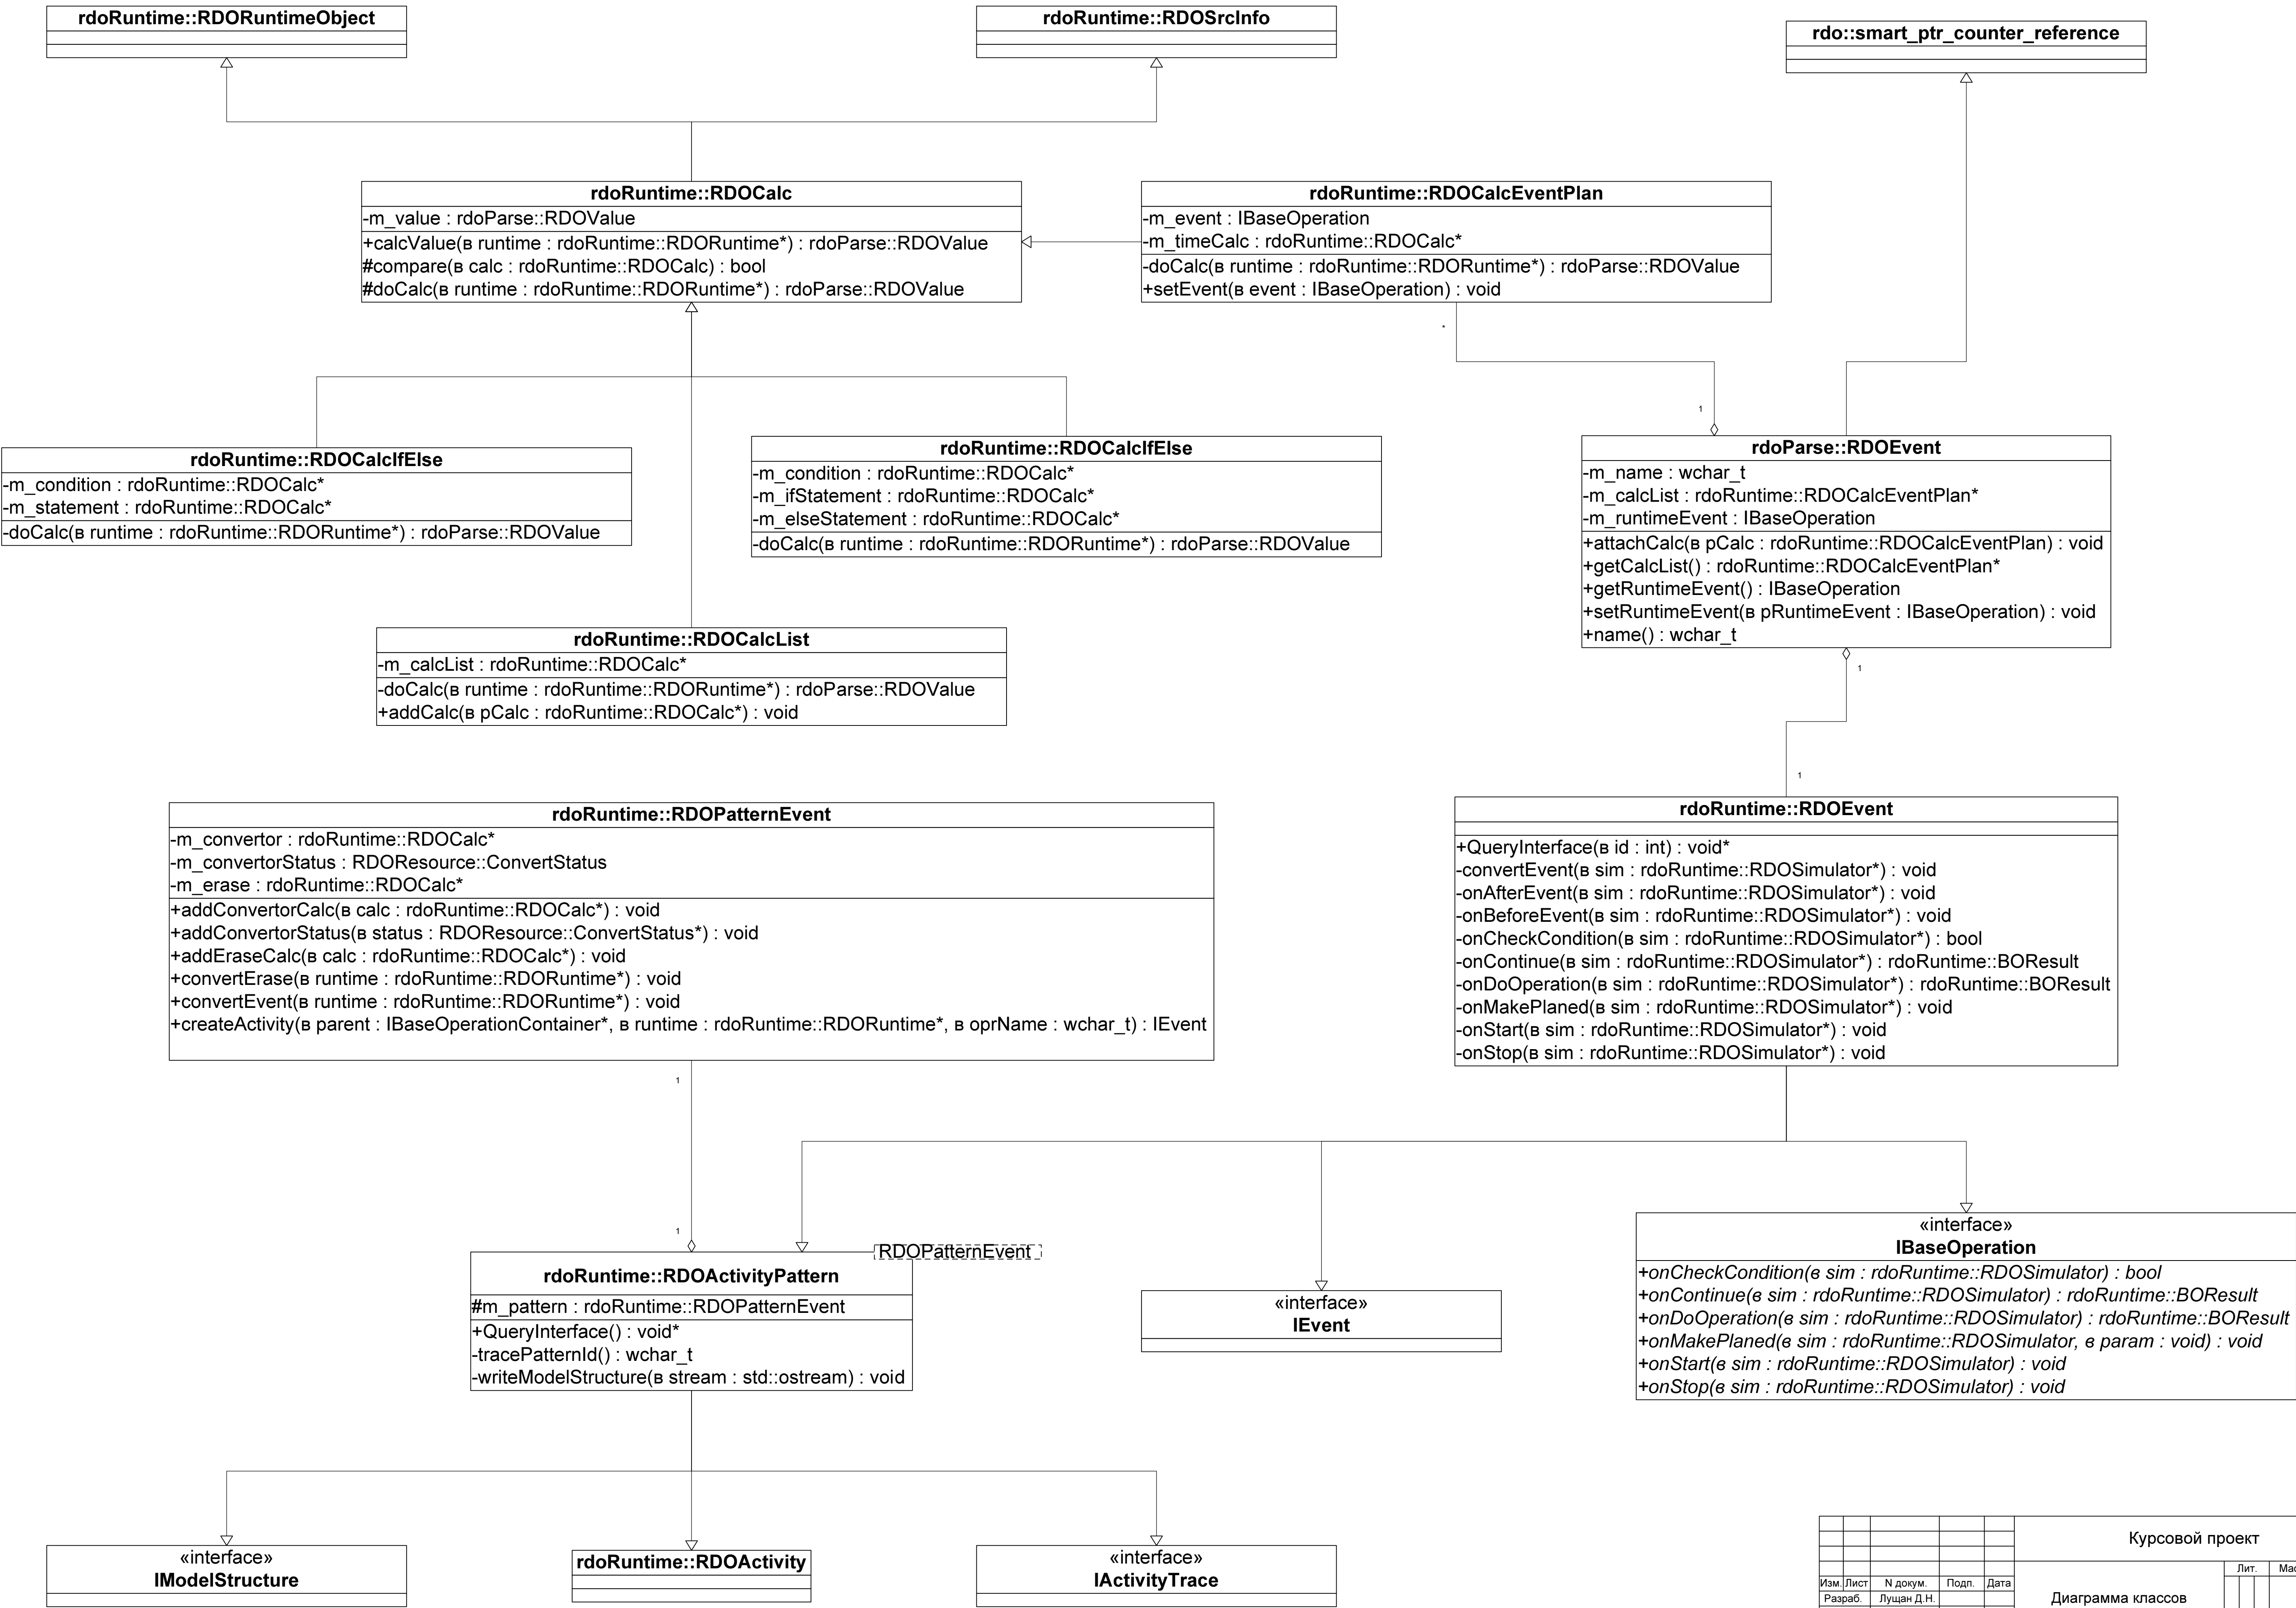 rdoRuntime::RDORuntimeObject
rdoRuntime::RDOSrcInfo
rdo::smart_ptr_counter_reference
rdoRuntime::RDOCalc
-m_value : rdoParse::RDOValue
+calcValue(в runtime : rdoRuntime::RDORuntime*) : rdoParse::RDOValue
#compare(в calc : rdoRuntime::RDOCalc) : bool
#doCalc(в runtime : rdoRuntime::RDORuntime*) : rdoParse::RDOValue
rdoRuntime::RDOCalcEventPlan
-m_event : IBaseOperation
-m_timeCalc : rdoRuntime::RDOCalc*
-doCalc(в runtime : rdoRuntime::RDORuntime*) : rdoParse::RDOValue
+setEvent(в event : IBaseOperation) : void
*
1
rdoRuntime::RDOCalcIfElse
-m_condition : rdoRuntime::RDOCalc*
-m_statement : rdoRuntime::RDOCalc*
-doCalc(в runtime : rdoRuntime::RDORuntime*) : rdoParse::RDOValue
rdoRuntime::RDOCalcIfElse
-m_condition : rdoRuntime::RDOCalc*
-m_ifStatement : rdoRuntime::RDOCalc*
-m_elseStatement : rdoRuntime::RDOCalc*
-doCalc(в runtime : rdoRuntime::RDORuntime*) : rdoParse::RDOValue
rdoParse::RDOEvent
-m_name : wchar_t
-m_calcList : rdoRuntime::RDOCalcEventPlan*
-m_runtimeEvent : IBaseOperation
+attachCalc(в pCalc : rdoRuntime::RDOCalcEventPlan) : void
+getCalcList() : rdoRuntime::RDOCalcEventPlan*
+getRuntimeEvent() : IBaseOperation
+setRuntimeEvent(в pRuntimeEvent : IBaseOperation) : void
+name() : wchar_t
1
1
rdoRuntime::RDOCalcList
-m_calcList : rdoRuntime::RDOCalc*
-doCalc(в runtime : rdoRuntime::RDORuntime*) : rdoParse::RDOValue
+addCalc(в pCalc : rdoRuntime::RDOCalc*) : void
rdoRuntime::RDOPatternEvent
-m_convertor : rdoRuntime::RDOCalc*
-m_convertorStatus : RDOResource::ConvertStatus
-m_erase : rdoRuntime::RDOCalc*
+addConvertorCalc(в calc : rdoRuntime::RDOCalc*) : void
+addConvertorStatus(в status : RDOResource::ConvertStatus*) : void
+addEraseCalc(в calc : rdoRuntime::RDOCalc*) : void
+convertErase(в runtime : rdoRuntime::RDORuntime*) : void
+convertEvent(в runtime : rdoRuntime::RDORuntime*) : void
+createActivity(в parent : IBaseOperationContainer*, в runtime : rdoRuntime::RDORuntime*, в oprName : wchar_t) : IEvent
rdoRuntime::RDOEvent
+QueryInterface(в id : int) : void*
-convertEvent(в sim : rdoRuntime::RDOSimulator*) : void
-onAfterEvent(в sim : rdoRuntime::RDOSimulator*) : void
-onBeforeEvent(в sim : rdoRuntime::RDOSimulator*) : void
-onCheckCondition(в sim : rdoRuntime::RDOSimulator*) : bool
-onContinue(в sim : rdoRuntime::RDOSimulator*) : rdoRuntime::BOResult
-onDoOperation(в sim : rdoRuntime::RDOSimulator*) : rdoRuntime::BOResult
-onMakePlaned(в sim : rdoRuntime::RDOSimulator*) : void
-onStart(в sim : rdoRuntime::RDOSimulator*) : void
-onStop(в sim : rdoRuntime::RDOSimulator*) : void
1
1
RDOPatternEvent
rdoRuntime::RDOActivityPattern
#m_pattern : rdoRuntime::RDOPatternEvent
+QueryInterface() : void*
-tracePatternId() : wchar_t
-writeModelStructure(в stream : std::ostream) : void
«interface»
IEvent
«interface»
IBaseOperation
+onCheckCondition(в sim : rdoRuntime::RDOSimulator) : bool
+onContinue(в sim : rdoRuntime::RDOSimulator) : rdoRuntime::BOResult
+onDoOperation(в sim : rdoRuntime::RDOSimulator) : rdoRuntime::BOResult
+onMakePlaned(в sim : rdoRuntime::RDOSimulator, в param : void) : void
+onStart(в sim : rdoRuntime::RDOSimulator) : void
+onStop(в sim : rdoRuntime::RDOSimulator) : void
«interface»
IModelStructure
rdoRuntime::RDOActivity
«interface»
IActivityTrace
Курсовой проект
Лит.
Изм. Лист N докум. Подп. Дата
Разраб. Лущан Д.Н.
Диаграмма классов